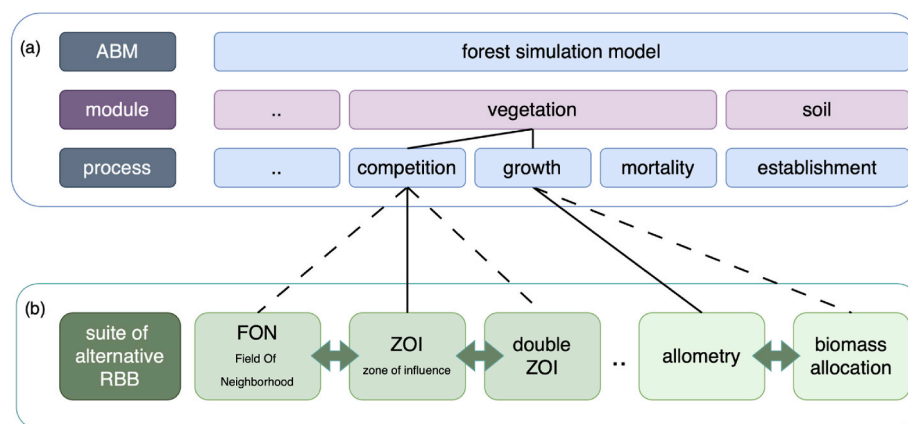 (a)
ABM
forest simulation model
module
..
vegetation
soil
process
..
competition
growth
mortality
establishment
(b)
suite of
alternative
RBB
FON
Field Of
Neighborhood
ZOI
zone of influence
double
ZOI
..
allometry
biomass
allocation